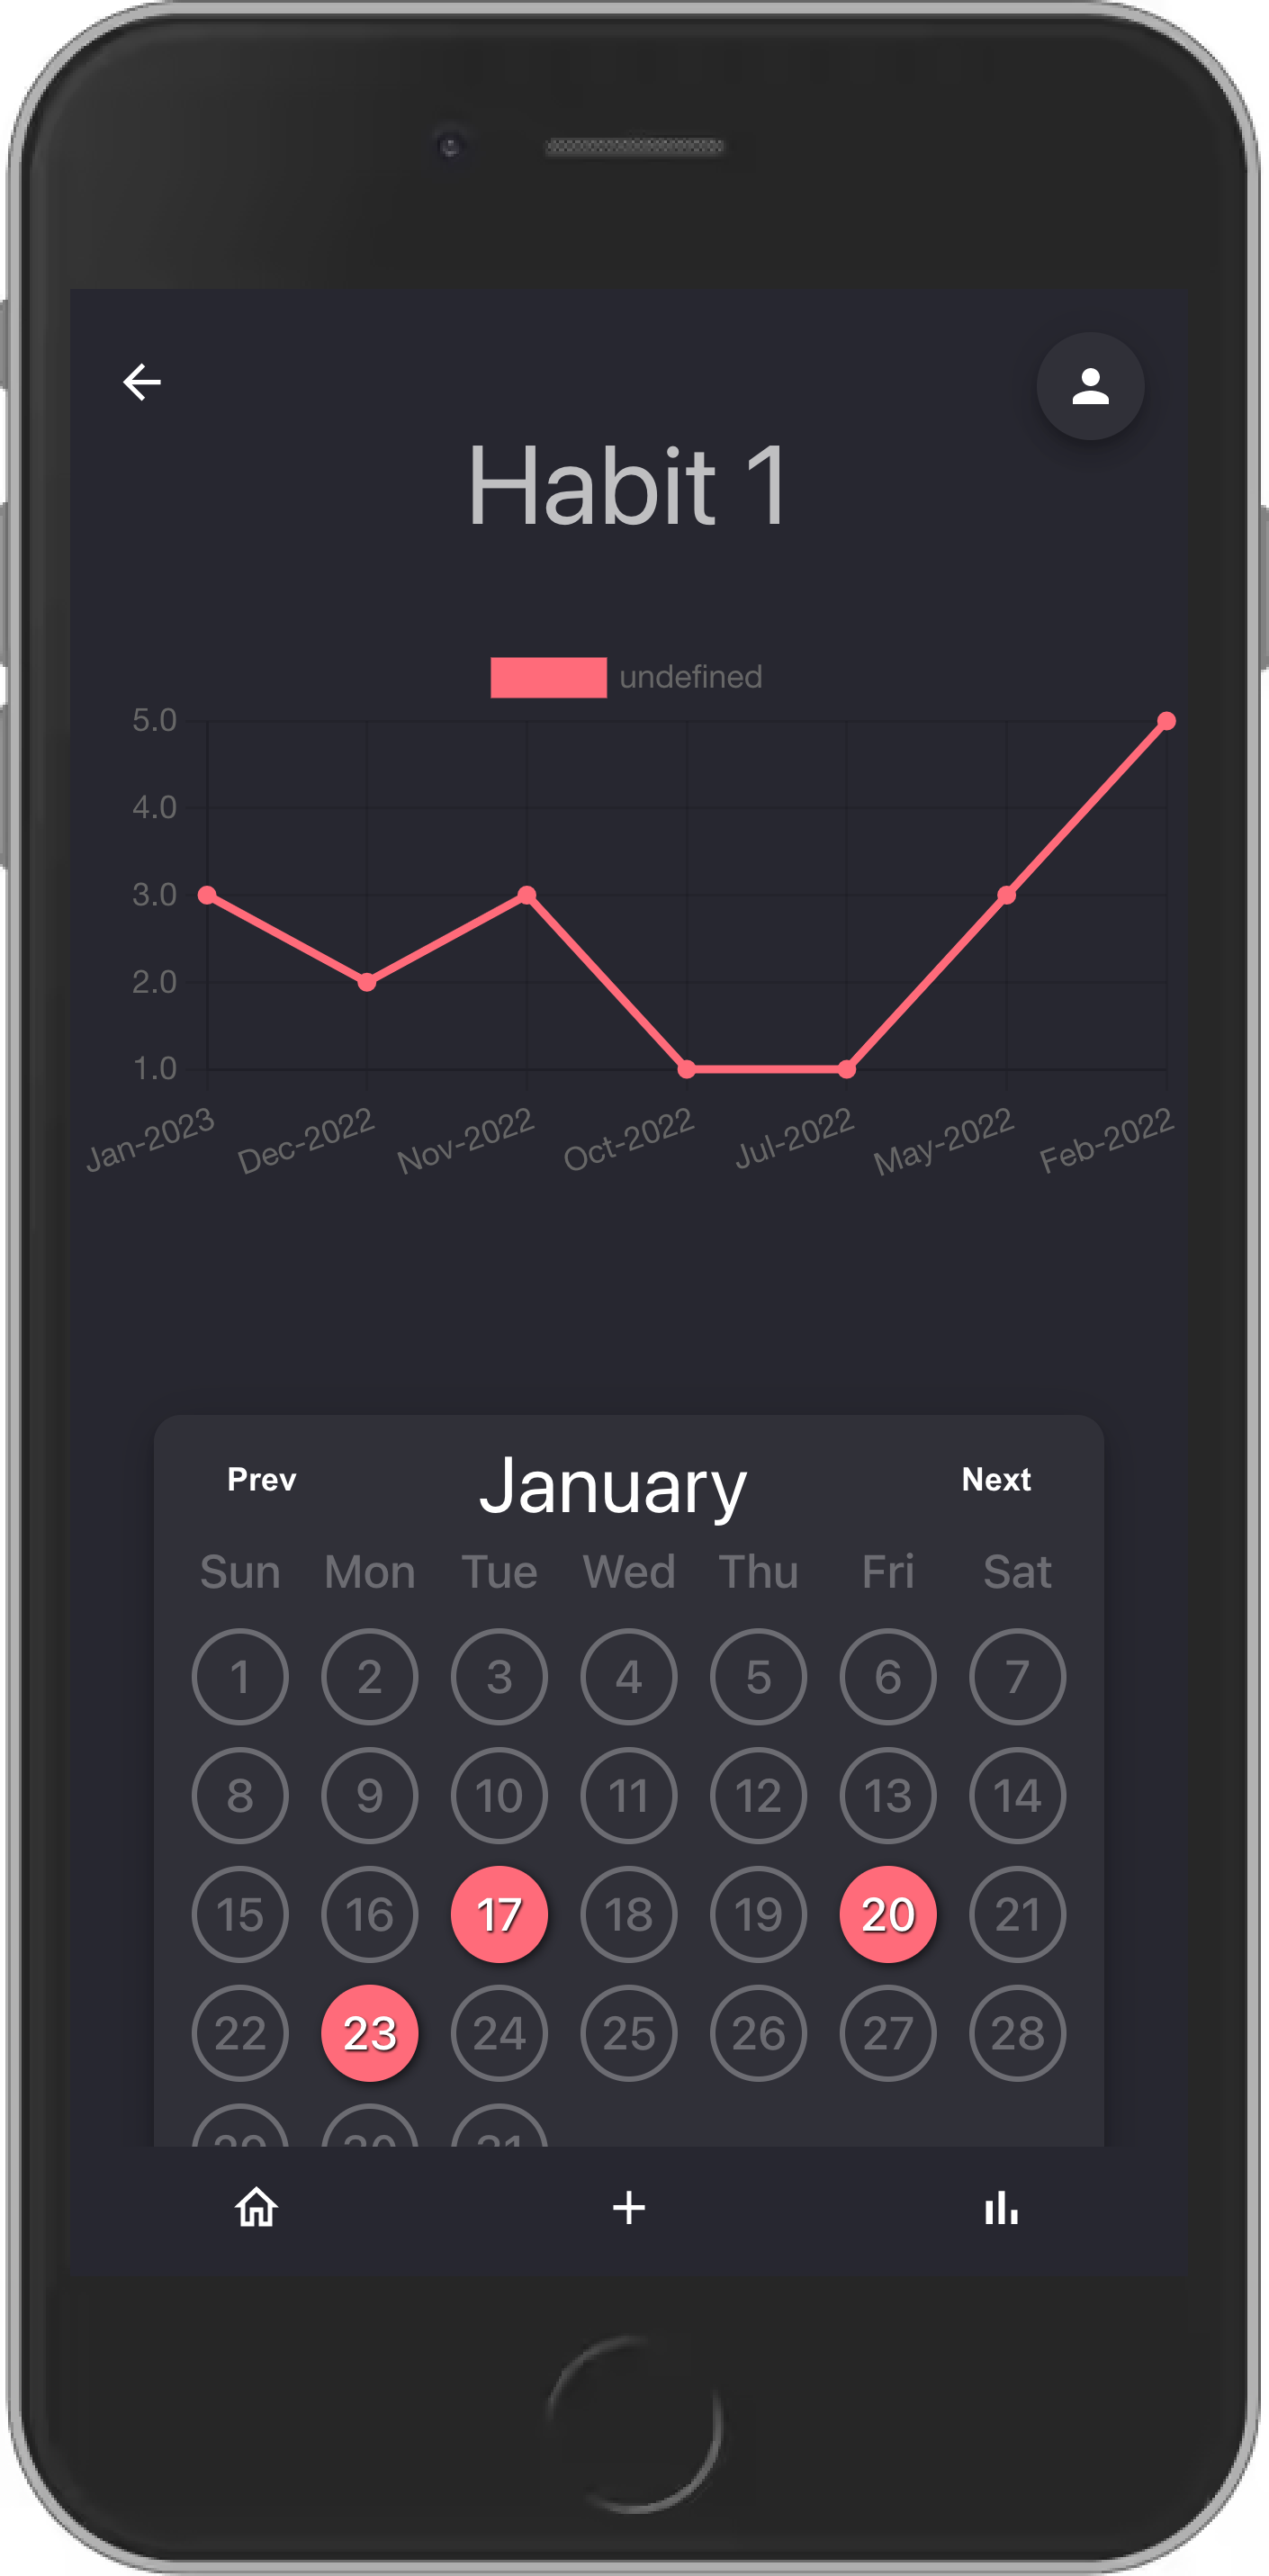 Habit 1
undefined
5.0
4.0
3.0
2.0
1.0
Jan-2023 Dec-2022 Nov-2022 Oct-2022 Jul-2022 May-2022 Feb-2022
Prev January Next
Sun Mon Tue Wed Thu Fri Sat
1 2 3 4 5 6 7
8 9 10 11 12 13 14
15 16 17 18 19 20 21
22 23 24 25 26 27 28
29 30 31